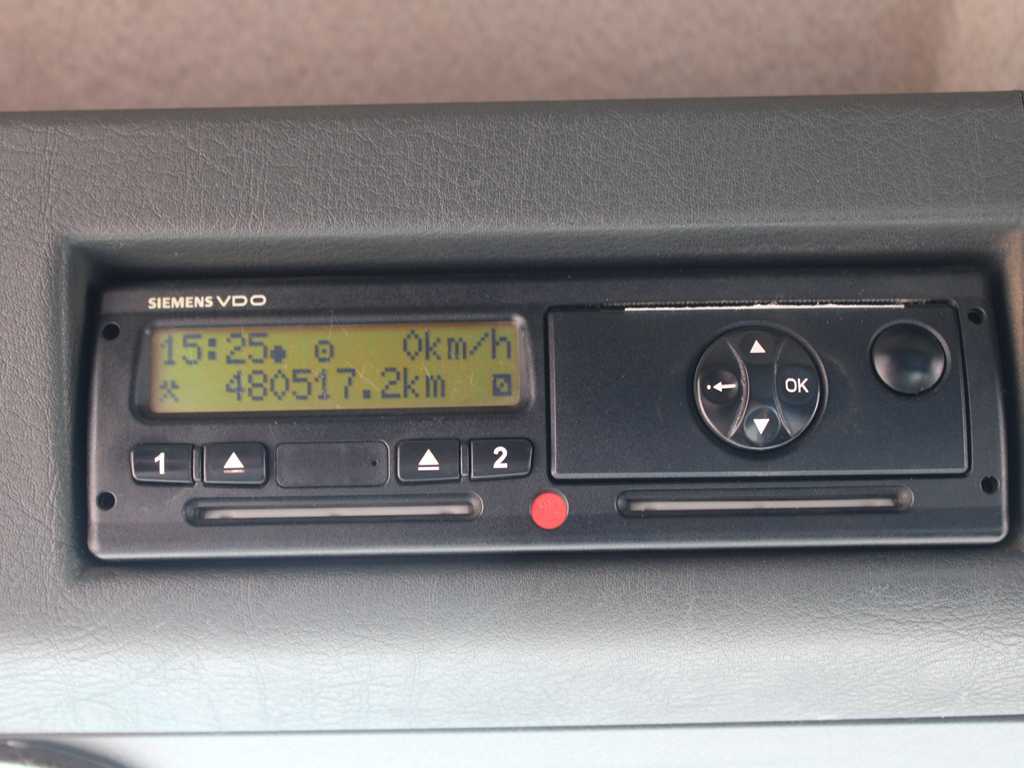 SIEMENS VDO
15:25 0km/h
480517.2km
1 2
OK